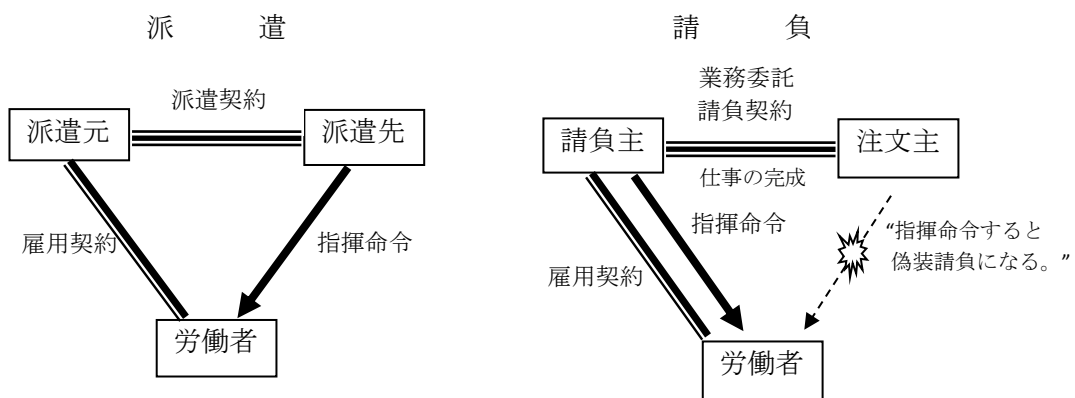 派　遣
派遣契約
派遣元
派遣先
雇用契約
指揮命令
労働者
請　負
業務委託
請負契約
請負主
注文主
仕事の完成
指揮命令
雇用契約
“指揮命令すると
偽装請負になる。”
労働者